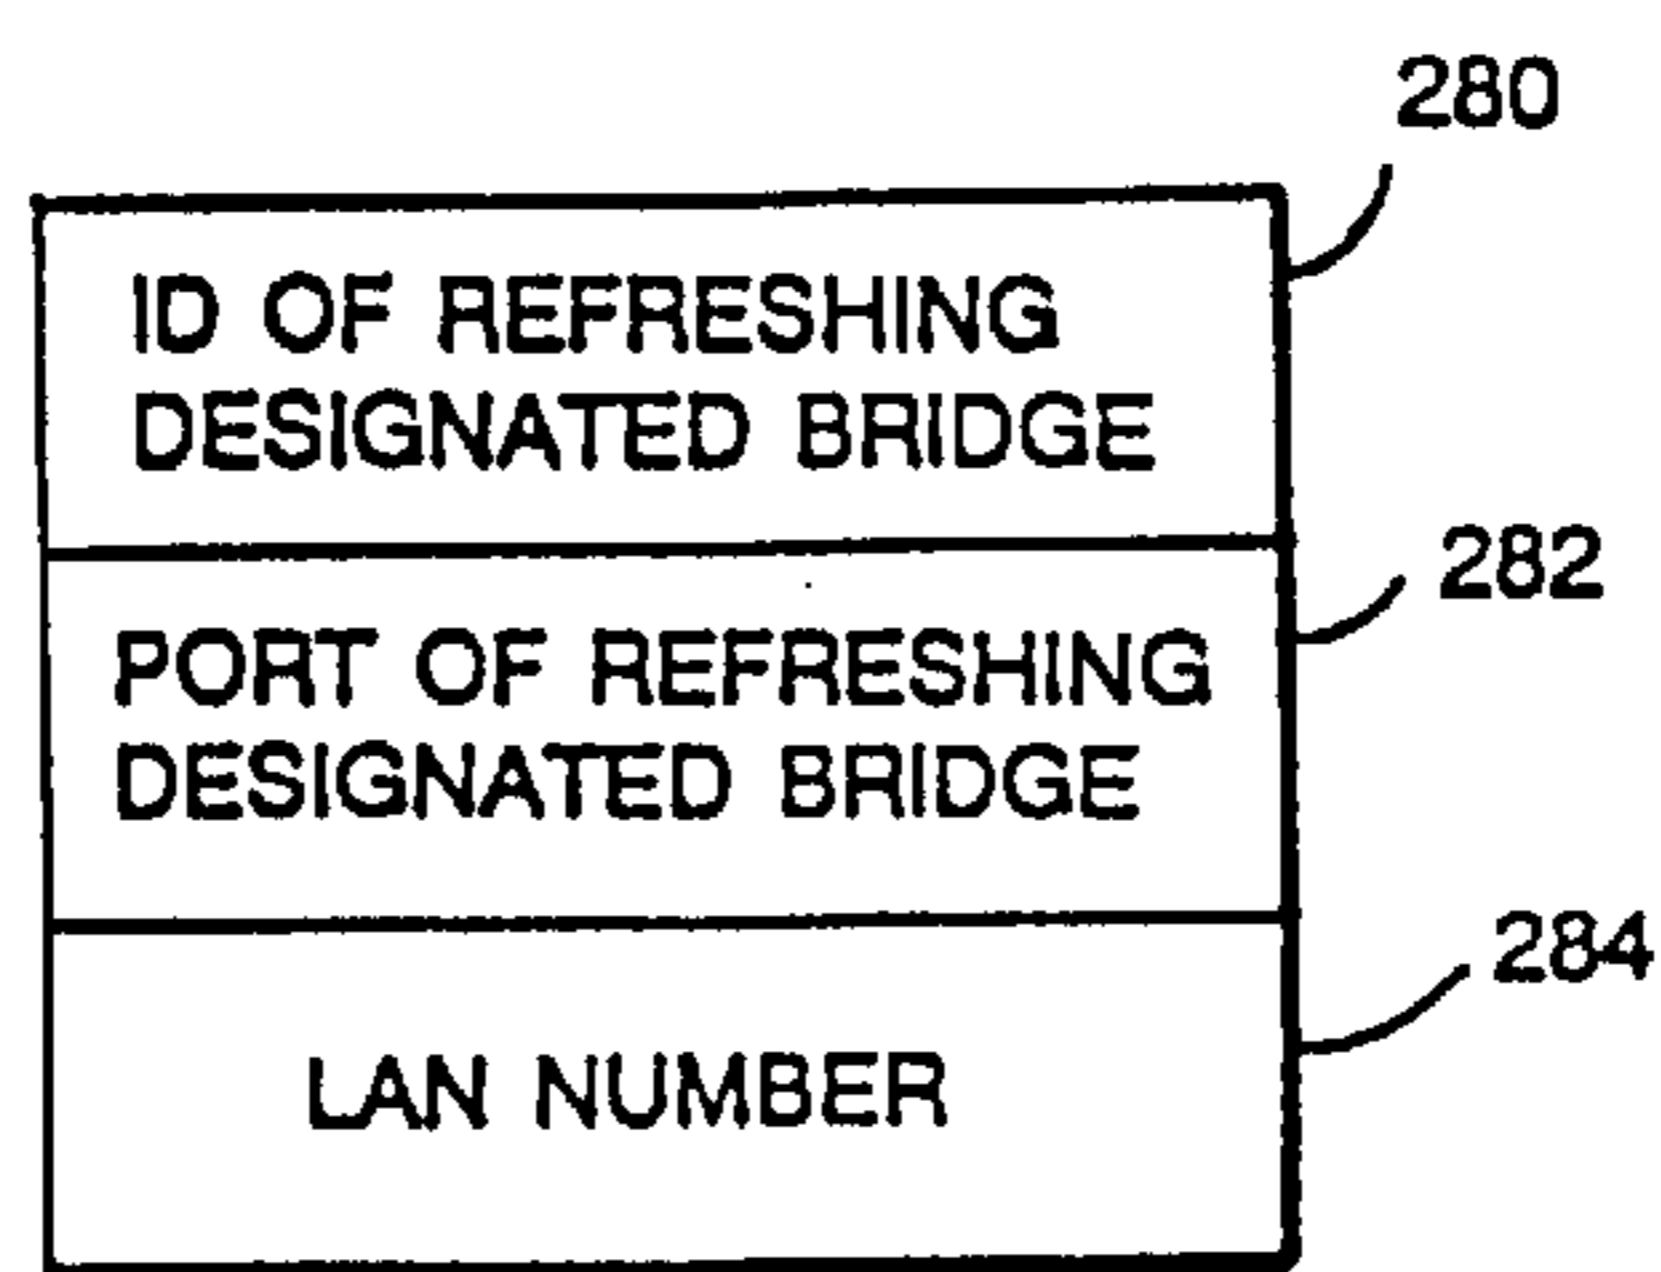 280
ID OF REFRESHING
DESIGNATED BRIDGE
282
PORT OF REFRESHING
DESIGNATED BRIDGE
284
LAN NUMBER